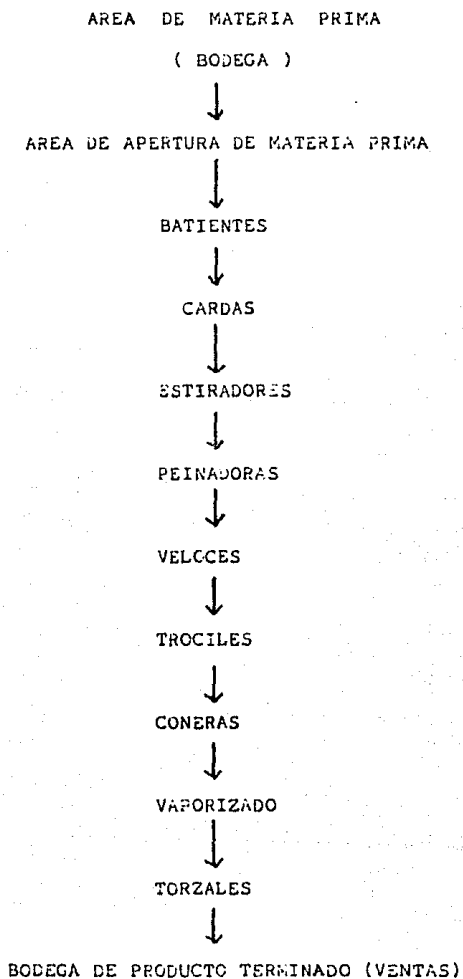 AREA DE MATERIA PRIMA
( BODEGA )
AREA DE APERTURA DE MATERIA PRIMA
BATIENTES
CARDAS
ESTIRADORES
PEINADORAS
VELOCES
TROCILES
CONERAS
VAPORIZADO
TORZALES
BODEGA DE PRODUCTO TERMINADO (VENTAS)